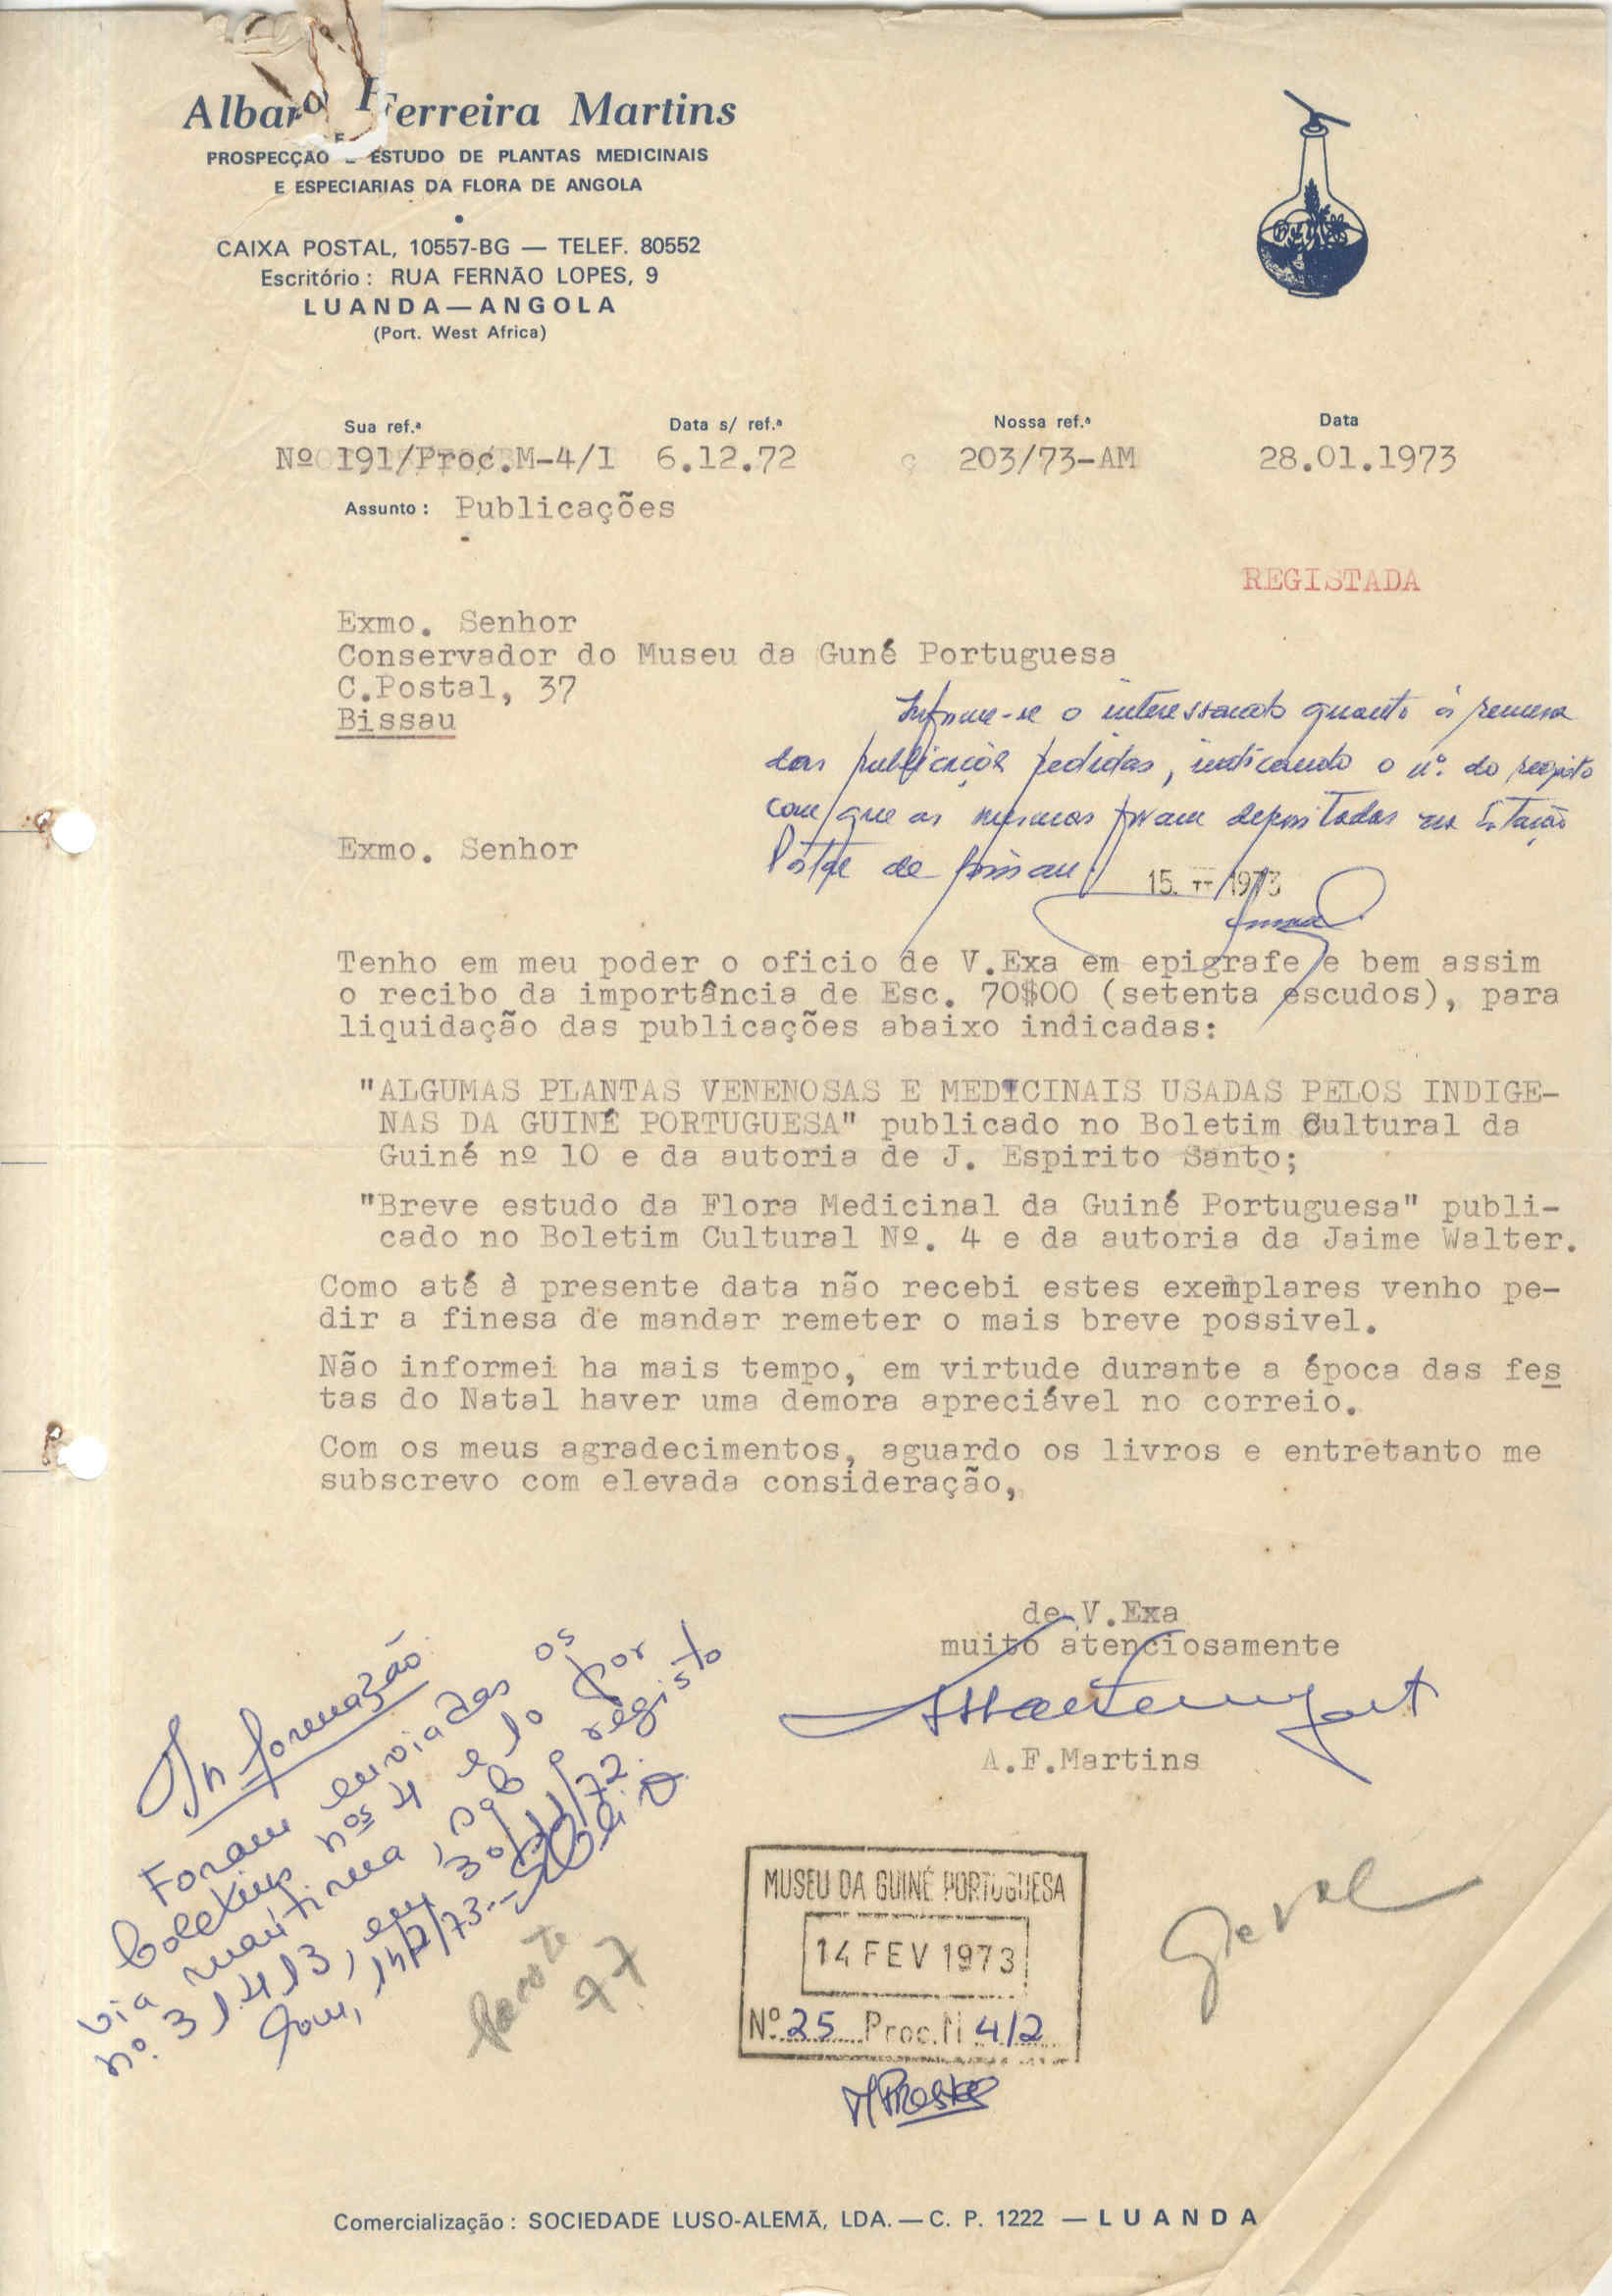 Albano Ferreira Martins
PROSPECÇÃO E ESTUDO DE PLANTAS MEDICINAIS
E ESPECIARIAS DA FLORA DE ANGOLA
CAIXA POSTAL, 10557-BG — TELEF. 80552
Escritório : RUA FERNÃO LOPES, 9
LUANDA — ANGOLA
(Port. West Africa)
Sua ref.ª Data s/ ref.ª Nossa ref.ª Data
Nº 191/Proc.M-4/1 6.12.72 203/73-AM 28.01.1973
Assunto : Publicações
REGISTADA
Exmo. Senhor
Conservador do Museu da Guné Portuguesa
C.Postal, 37
Bissau
Informe-se o interessado quanto à remessa
das publicações pedidas, indicando o nº. do registo
com que as mesmas foram depositadas na Estação
Postal de Bissau.
15. 1973
Exmo. Senhor
Tenho em meu poder o oficio de V.Exa em epigrafe e bem assim
o recibo da importância de Esc. 70$00 (setenta escudos), para
liquidação das publicações abaixo indicadas:
"ALGUMAS PLANTAS VENENOSAS E MEDICINAIS USADAS PELOS INDIGE-
NAS DA GUINÉ PORTUGUESA" publicado no Boletim Cultural da
Guiné nº 10 e da autoria de J. Espirito Santo;
"Breve estudo da Flora Medicinal da Guiné Portuguesa" publi-
cado no Boletim Cultural Nº. 4 e da autoria da Jaime Walter.
Como até à presente data não recebi estes exemplares venho pe-
dir a finesa de mandar remeter o mais breve possivel.
Não informei ha mais tempo, em virtude durante a época das fes
tas do Natal haver uma demora apreciável no correio.
Com os meus agradecimentos, aguardo os livros e entretanto me
subscrevo com elevada consideração,
de V.Exa
muito atenciosamente
A.F.Martins
Informação
Foram enviadas os
boletins nos 4 e 10 por
via marítima, sob o registo
nº. 31413, em 30/11/72.
Com, 14/2/73.
MUSEU DA GUINÉ PORTUGUESA
14 FEV 1973
Nº. 25 Proc. M 4/2
Pacote
77
Geral
Comercialização : SOCIEDADE LUSO-ALEMÃ, LDA. — C. P. 1222 — LUANDA